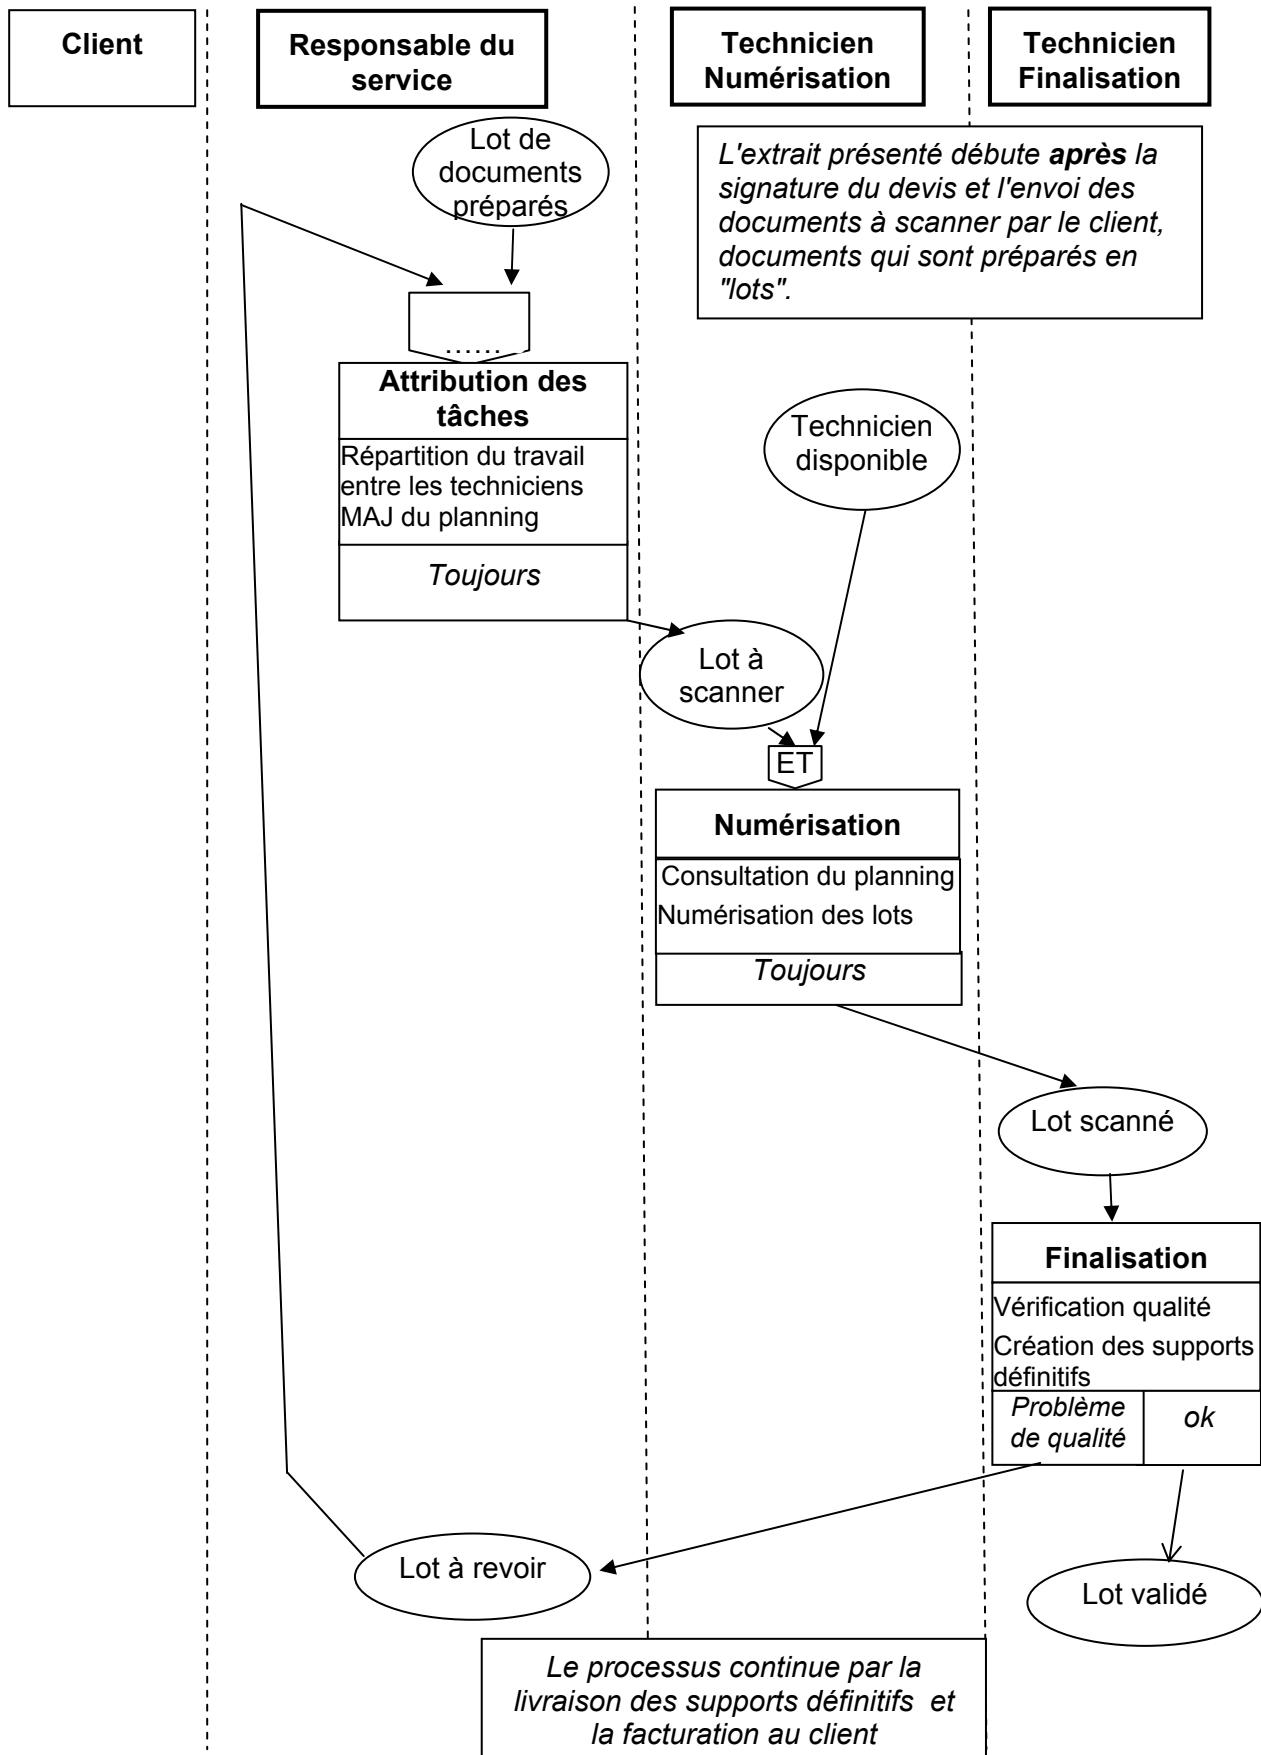 Client
Responsable du
service
Technicien
Numérisation
Technicien
Finalisation
Lot de
documents
préparés
L'extrait présenté débute après la
signature du devis et l'envoi des
documents à scanner par le client,
documents qui sont préparés en
"lots".
......
Attribution des
tâches
Répartition du travail
entre les techniciens
MAJ du planning
Toujours
Technicien
disponible
Lot à
scanner
ET
Numérisation
Consultation du planning
Numérisation des lots
Toujours
Lot scanné
Finalisation
Vérification qualité
Création des supports
définitifs
Problème
de qualité
ok
Lot à revoir
Lot validé
Le processus continue par la
livraison des supports définitifs et
la facturation au client